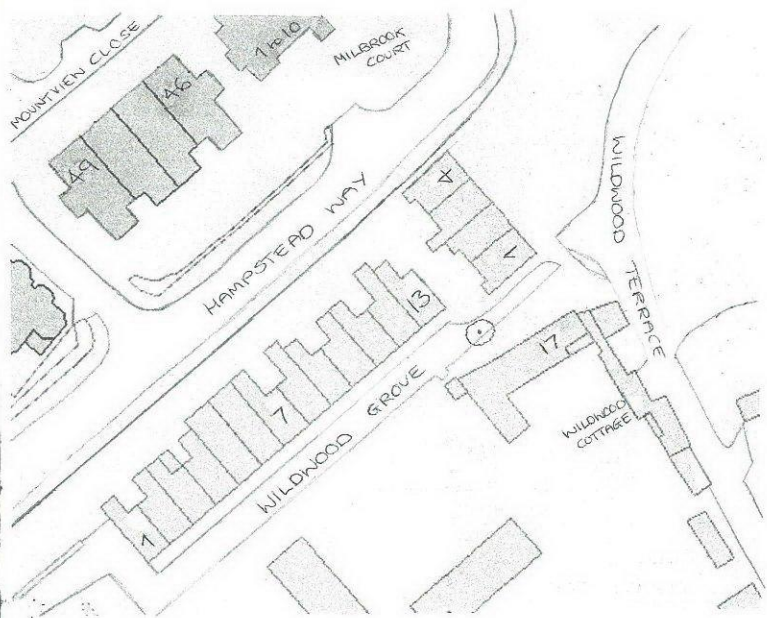 MOUNTVIEW CLOSE
1 to 10
MILBROOK
COURT
46
49
HAMPSTEAD WAY
4
1
WILDWOOD
TERRACE
13
17
7
WILDWOOD GROVE
WILDWOOD
COTTAGE
1